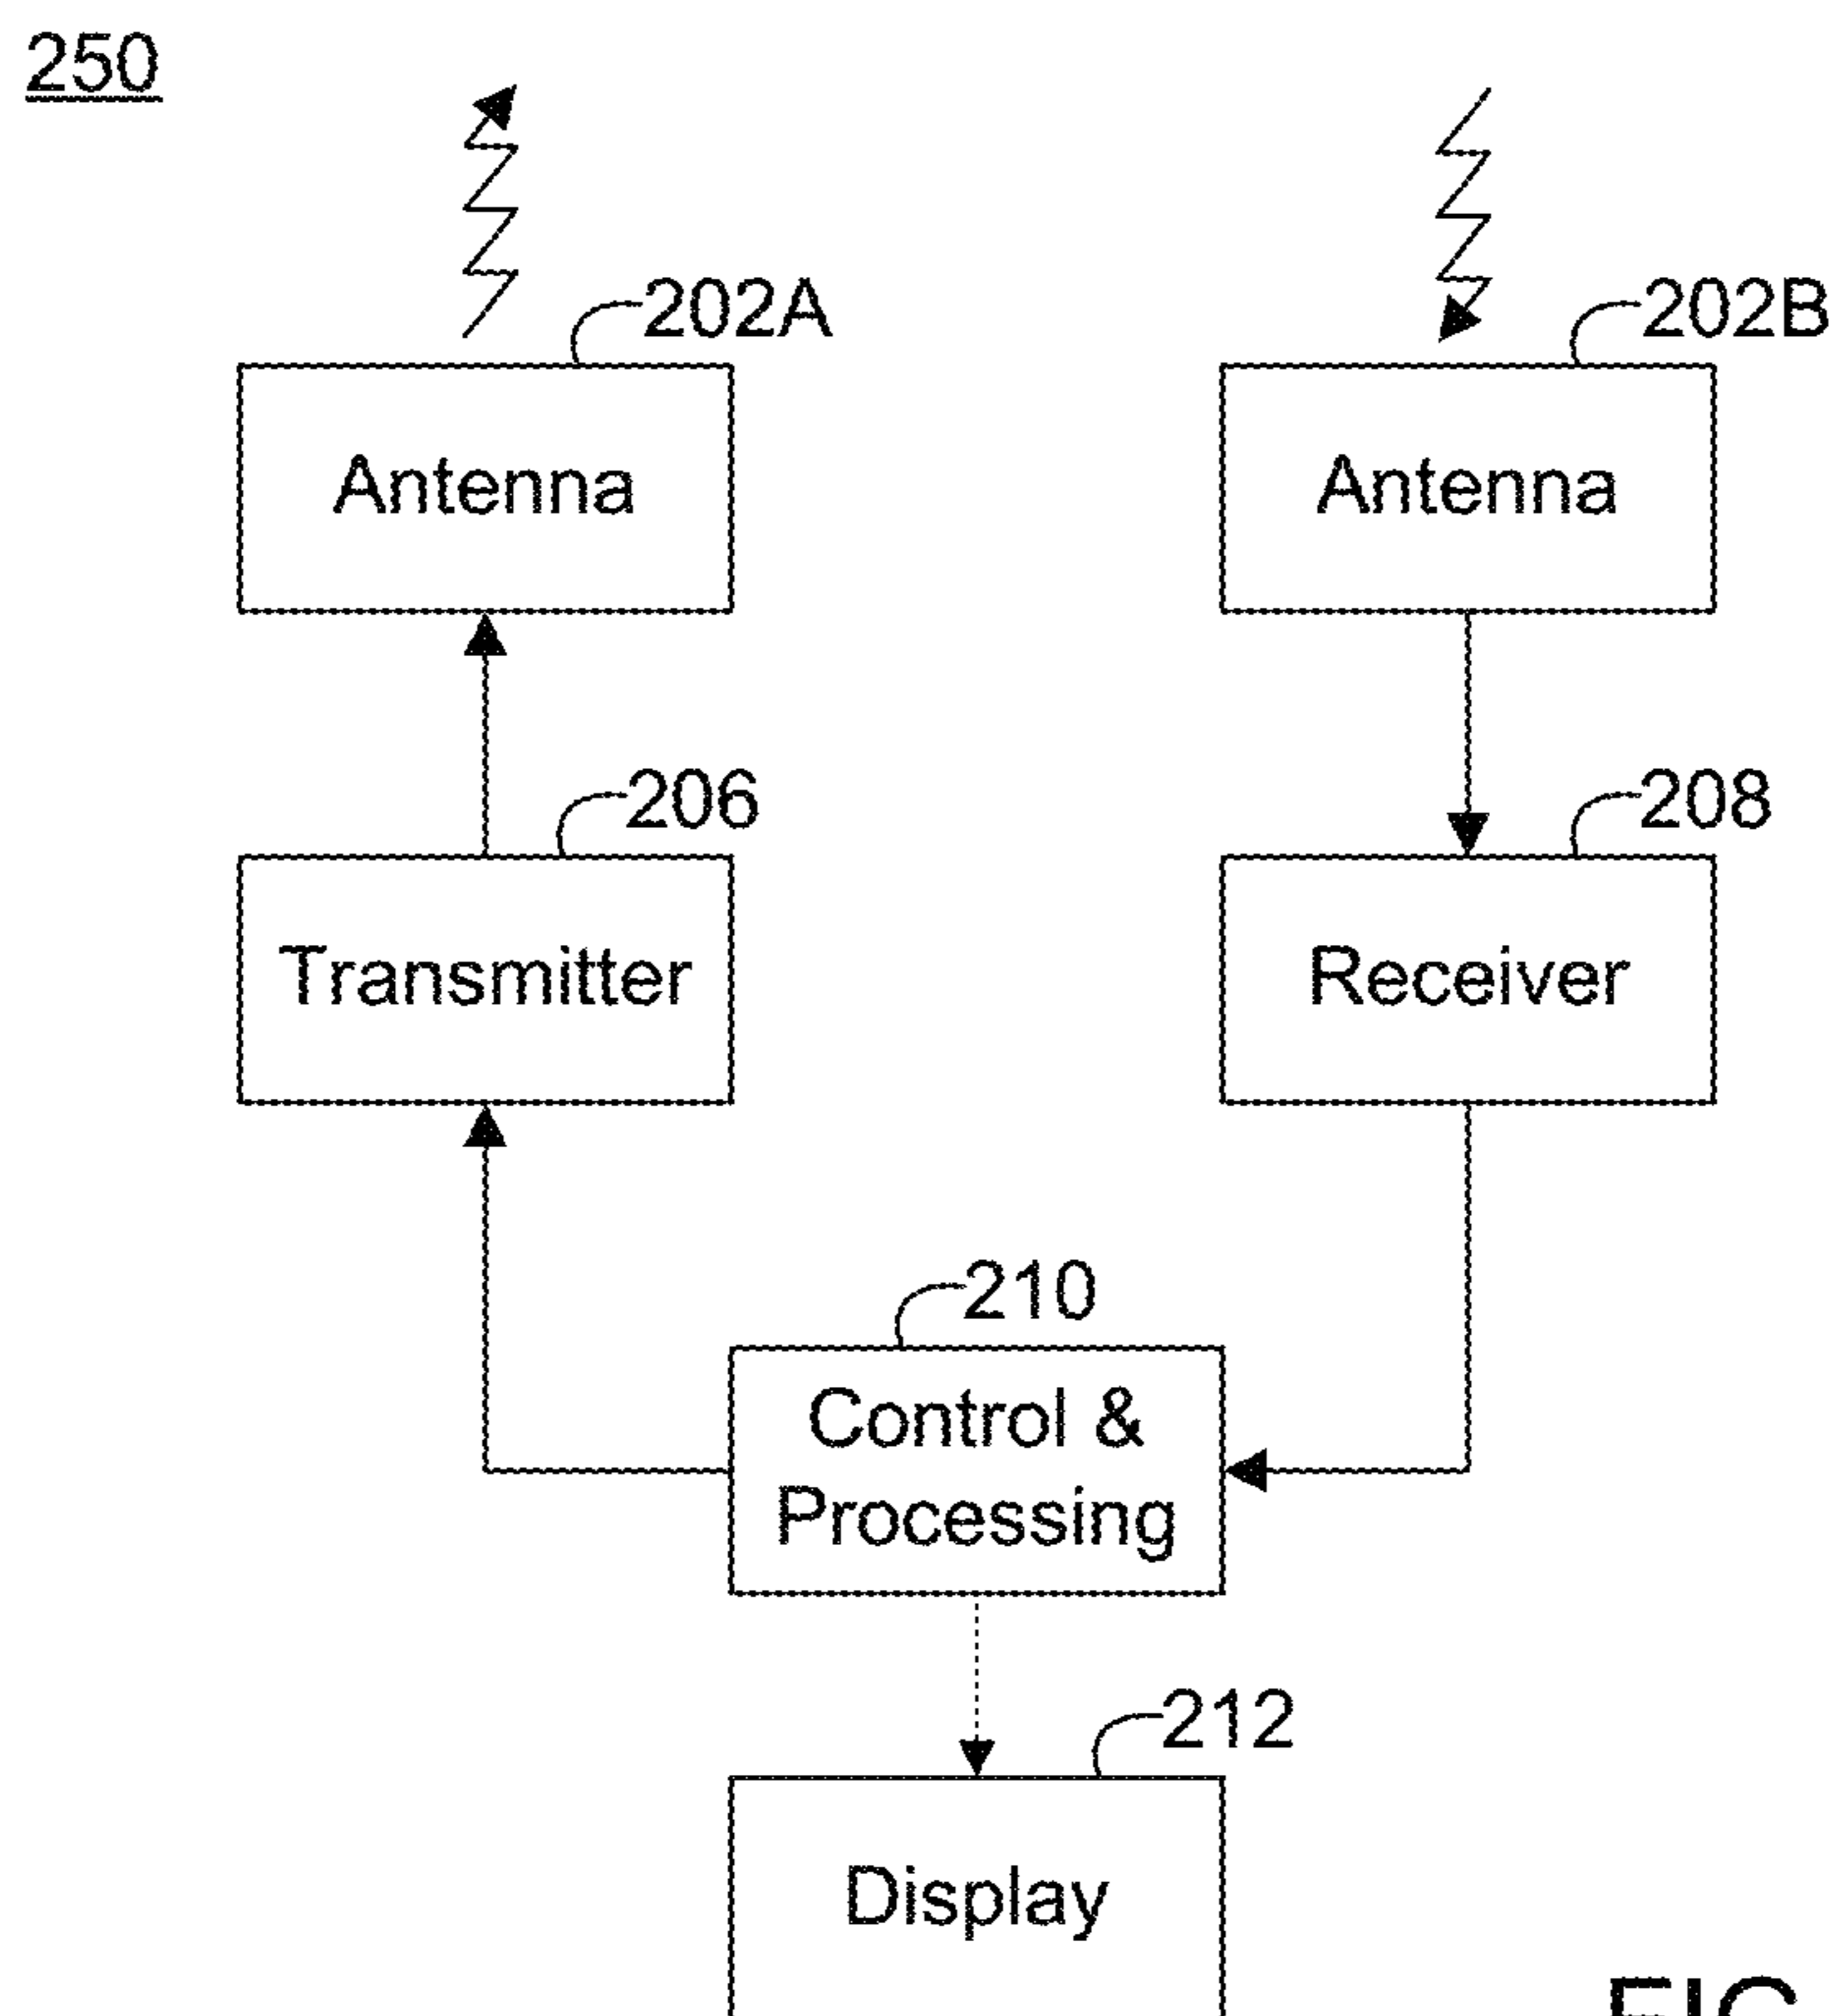 250
202A
202B
Antenna
Antenna
206
208
Transmitter
Receiver
210
Control &
Processing
212
Display